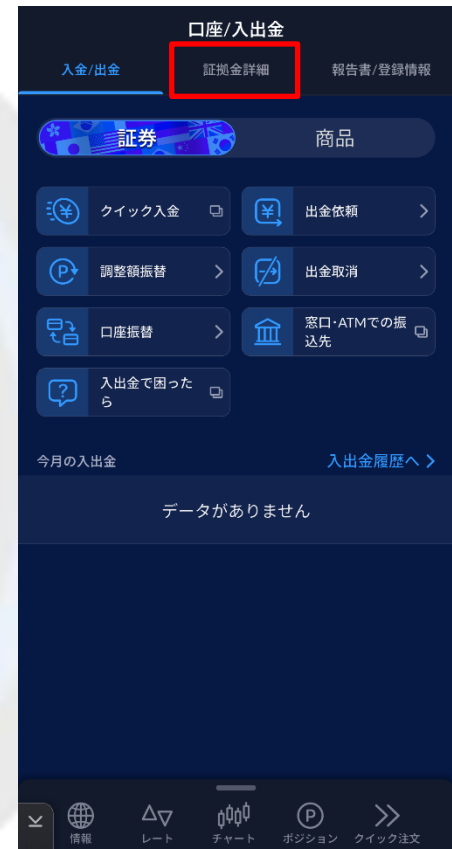 口座/入出金
入金/出金
証拠金詳細
報告書/登録情報
証券
商品
クイック入金
出金依頼
調整額振替
出金取消
口座振替
窓口・ATMでの振
込先
入出金で困った
ら
今月の入出金
入出金履歴へ
データがありません
情報
レート
チャート
ポジション
クイック注文